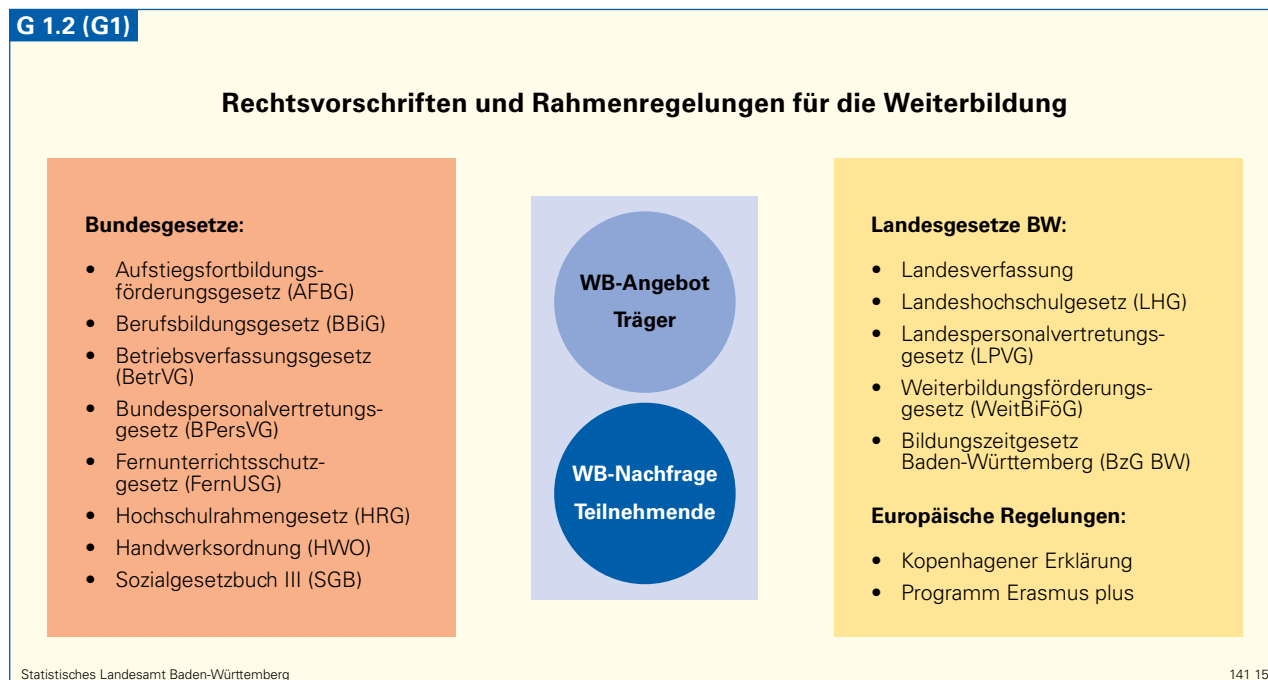 G 1.2 (G1)
Rechtsvorschriften und Rahmenregelungen für die Weiterbildung
Bundesgesetze:
• Aufstiegsfortbildungs-
förderungsgesetz (AFBG)
• Berufsbildungsgesetz (BBiG)
• Betriebsverfassungsgesetz
(BetrVG)
• Bundespersonalvertretungs-
gesetz (BPersVG)
• Fernunterrichtsschutz-
gesetz (FernUSG)
• Hochschulrahmengesetz (HRG)
• Handwerksordnung (HWO)
• Sozialgesetzbuch III (SGB)
WB-Angebot
Träger
WB-Nachfrage
Teilnehmende
Landesgesetze BW:
• Landesverfassung
• Landeshochschulgesetz (LHG)
• Landespersonalvertretungs-
gesetz (LPVG)
• Weiterbildungsförderungs-
gesetz (WeitBiFöG)
• Bildungszeitgesetz
Baden-Württemberg (BzG BW)
Europäische Regelungen:
• Kopenhagener Erklärung
• Programm Erasmus plus
Statistisches Landesamt Baden-Württemberg
141 15